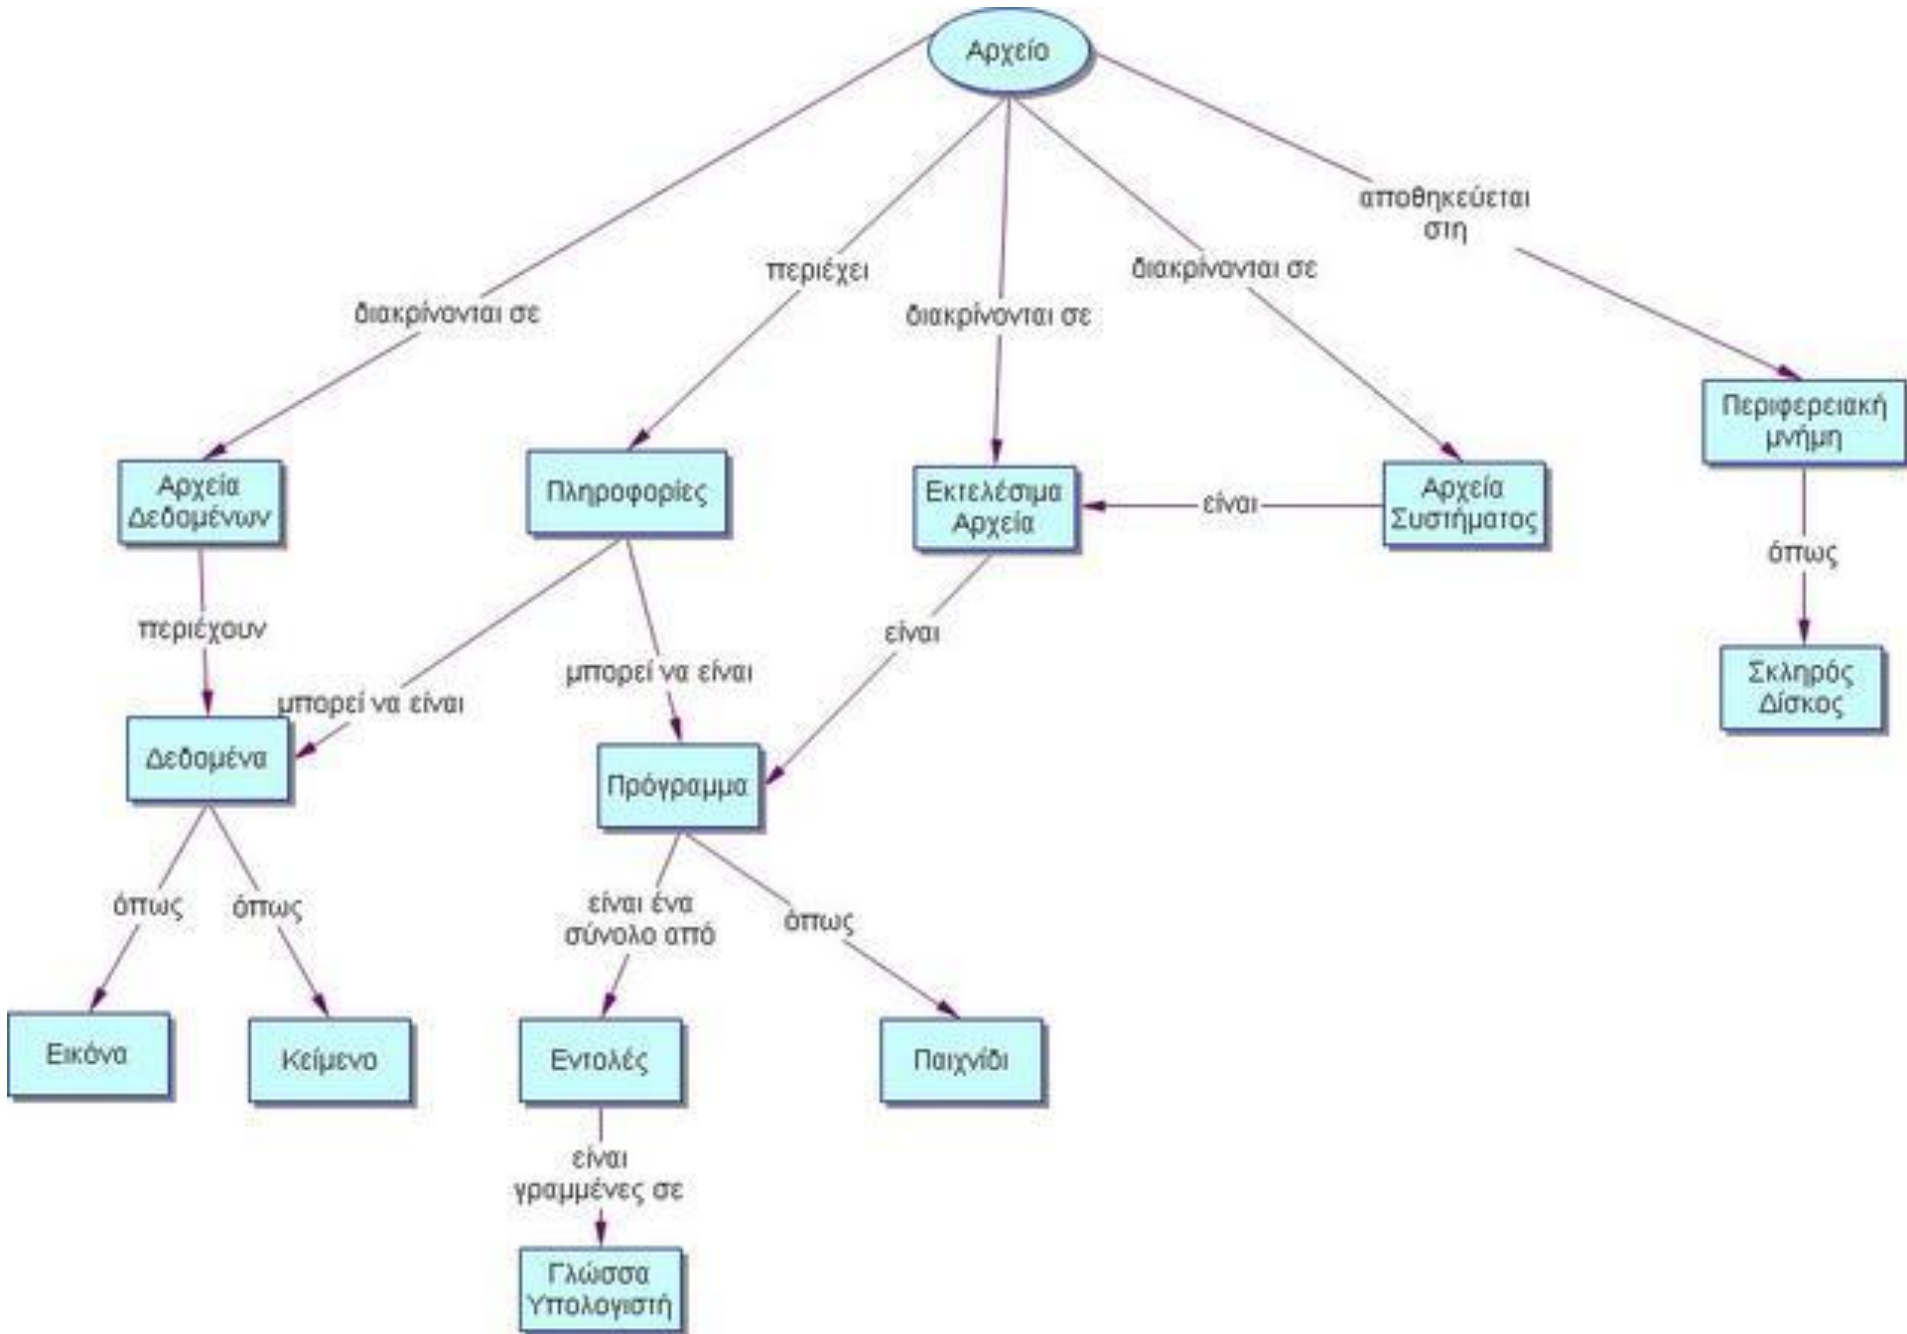 Αρχείο
αποθηκεύεται
στη
περιέχει
διακρίνονται σε
διακρίνονται σε
διακρίνονται σε
Περιφερειακή
μνήμη
Αρχεία
Δεδομένων
Πληροφορίες
Εκτελέσιμα
Αρχεία
είναι
Αρχεία
Συστήματος
όπως
περιέχουν
είναι
μπορεί να είναι
μπορεί να είναι
Σκληρός
Δίσκος
Δεδομένα
Πρόγραμμα
όπως
όπως
είναι ένα
σύνολο από
όπως
Εικόνα
Κείμενο
Εντολές
Παιχνίδι
είναι
γραμμένες σε
Γλώσσα
Υπολογιστή